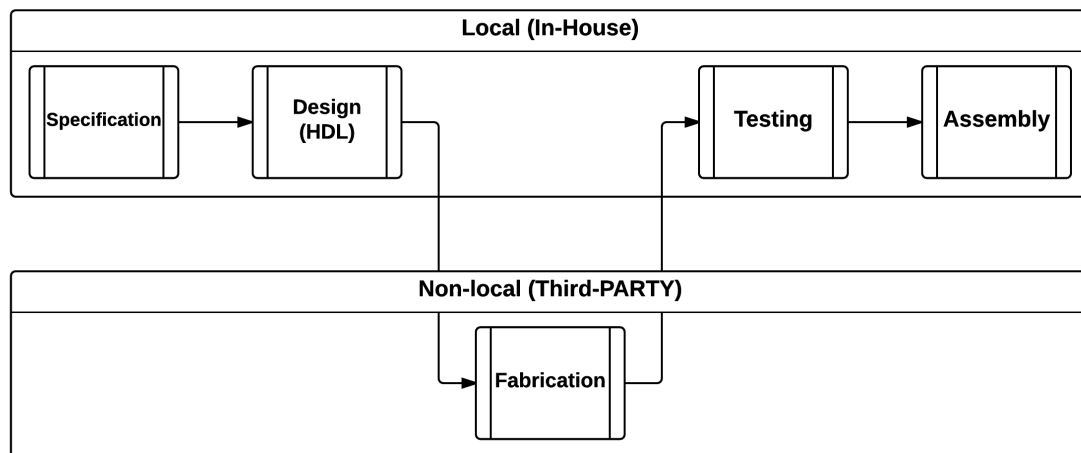 Local (In-House)
Specification
Design
(HDL)
Testing
Assembly
Non-local (Third-PARTY)
Fabrication